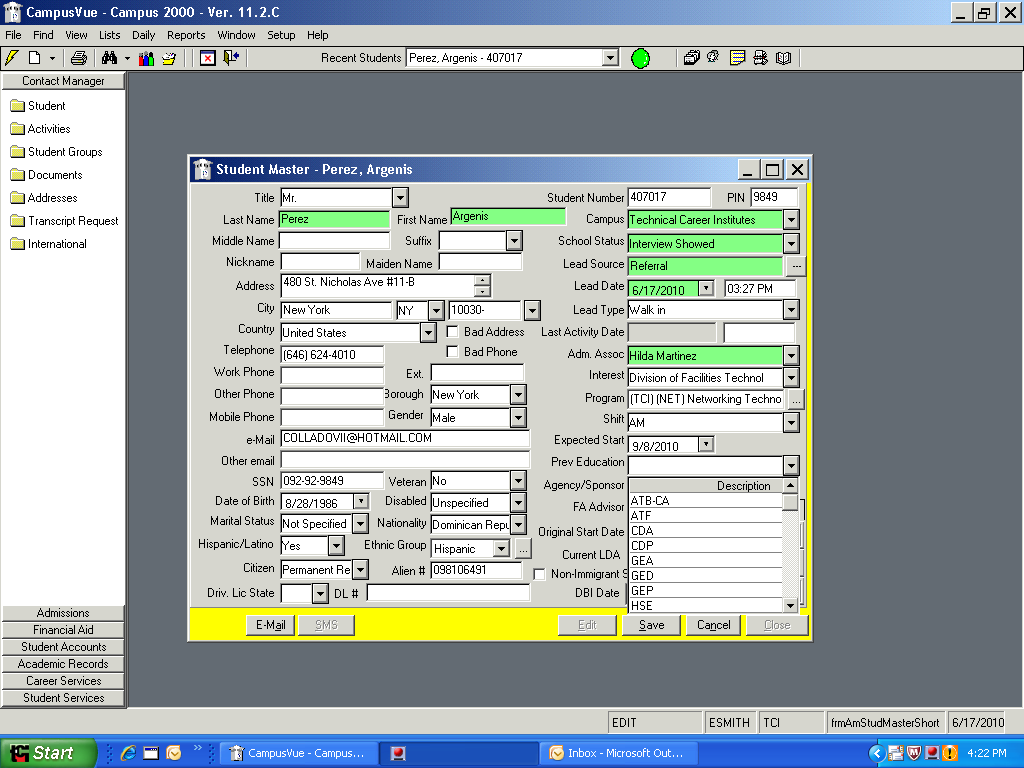 CampusVue - Campus 2000 - Ver. 11.2.C
File Find View Lists Daily Reports Window Setup Help
Recent Students Perez, Argenis - 407017
Contact Manager
Student
Activities
Student Groups
Documents
Addresses
Transcript Request
International
Admissions
Financial Aid
Student Accounts
Academic Records
Career Services
Student Services
Student Master - Perez, Argenis
Title Mr. Student Number 407017 PIN 9849
Last Name Perez First Name Argenis Campus Technical Career Institutes
Middle Name Suffix School Status Interview Showed
Nickname Maiden Name Lead Source Referral ...
Address 480 St. Nicholas Ave #11-B Lead Date 6/17/2010 03:27 PM
City New York NY 10030- Lead Type Walk in
Country United States Bad Address Last Activity Date
Telephone (646) 624-4010 Bad Phone Adm. Assoc Hilda Martinez
Work Phone Ext. Interest Division of Facilities Technol
Other Phone Borough New York Program (TCI) (NET) Networking Techno ...
Mobile Phone Gender Male Shift AM
e-Mail COLLADOVII@HOTMAIL.COM Expected Start 9/8/2010
Other email Prev Education
SSN 092-92-9849 Veteran No Agency/Sponsor Description
Date of Birth 8/28/1986 Disabled Unspecified FA Advisor ATB-CA
ATF
Marital Status Not Specified Nationality Dominican Repu Original Start Date CDA
CDP
Hispanic/Latino Yes Ethnic Group Hispanic ... Current LDA GEA
Citizen Permanent Re Alien # 098106491 Non-Immigrant S GED
Driv. Lic State DL # DBI Date GEP
HSE
E-Mail SMS Edit Save Cancel Close
EDIT ESMITH TCI frmAmStudMasterShort 6/17/2010
Start CampusVue - Campus... Inbox - Microsoft Out... 4:22 PM